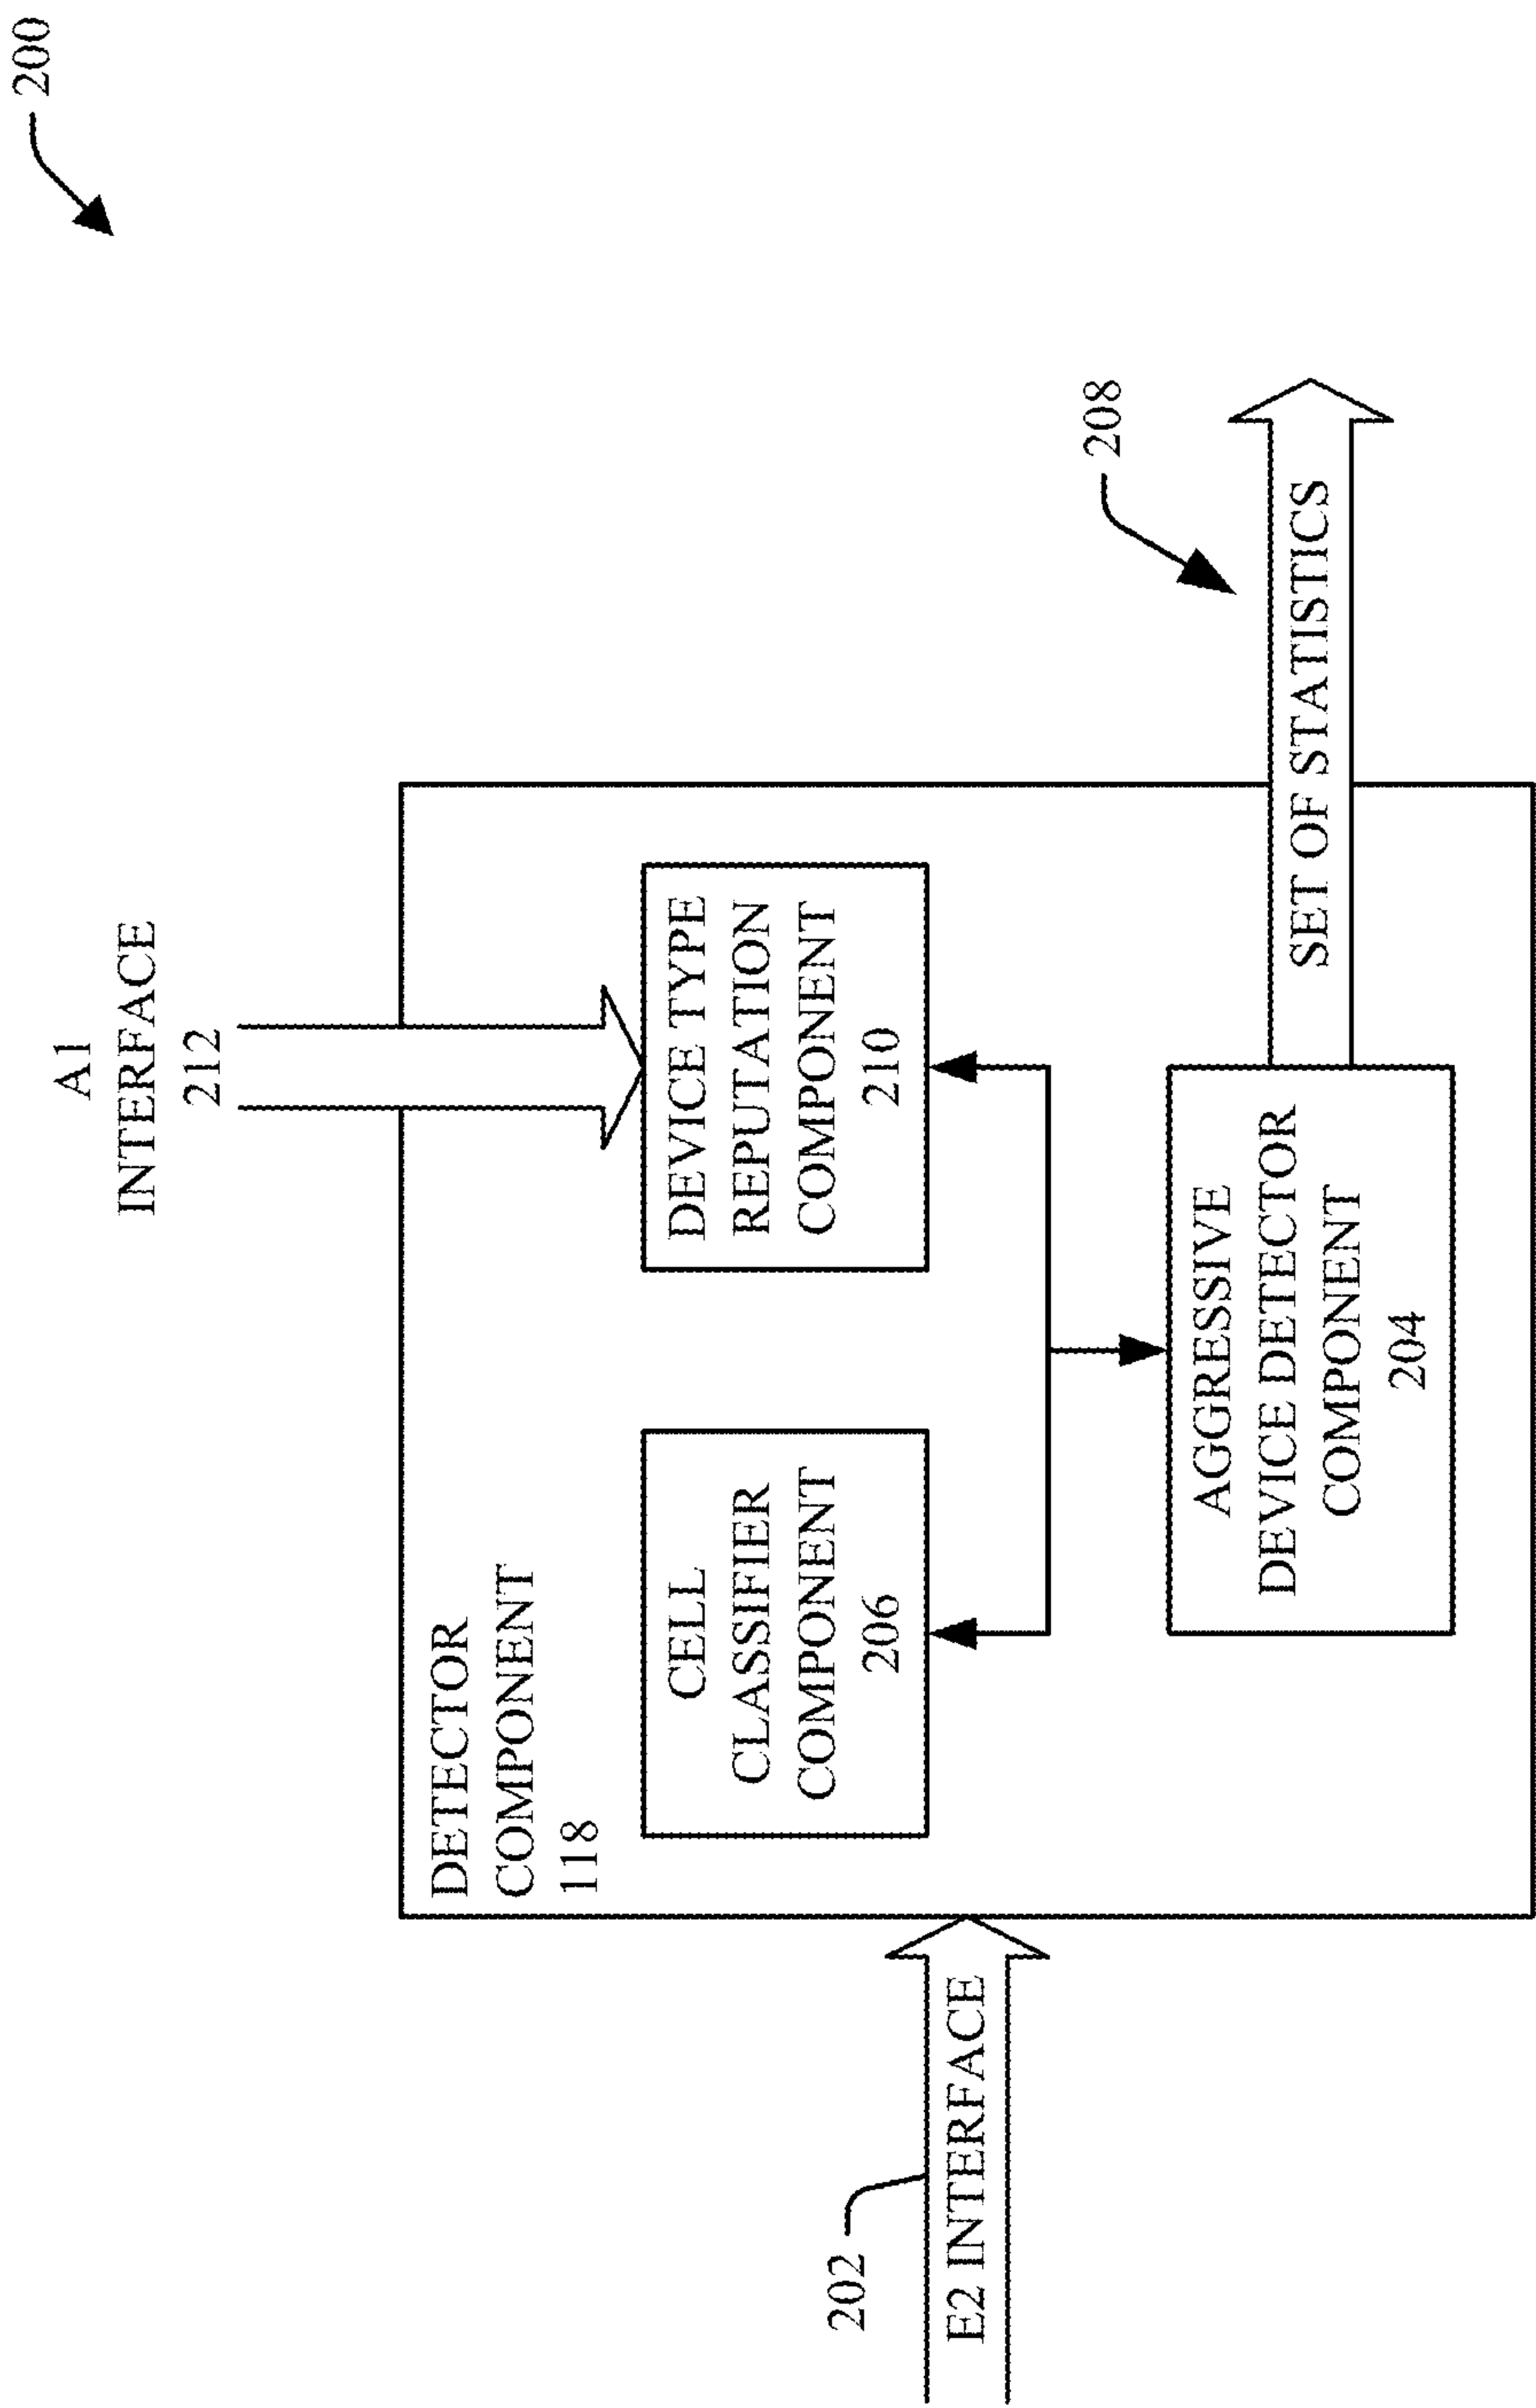 200
A1
INTERFACE
212
DETECTOR
COMPONENT
118
CELL
CLASSIFIER
COMPONENT
206
DEVICE TYPE
REPUTATION
COMPONENT
210
202
E2 INTERFACE
208
AGGRESSIVE
DEVICE DETECTOR
COMPONENT
204
SET OF STATISTICS